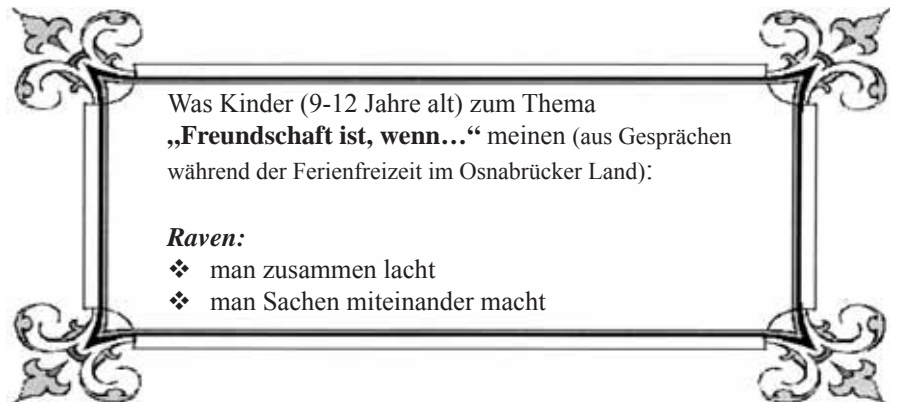 Was Kinder (9-12 Jahre alt) zum Thema
„Freundschaft ist, wenn…“ meinen (aus Gesprächen
während der Ferienfreizeit im Osnabrücker Land):
Raven:
❖ man zusammen lacht
❖ man Sachen miteinander macht